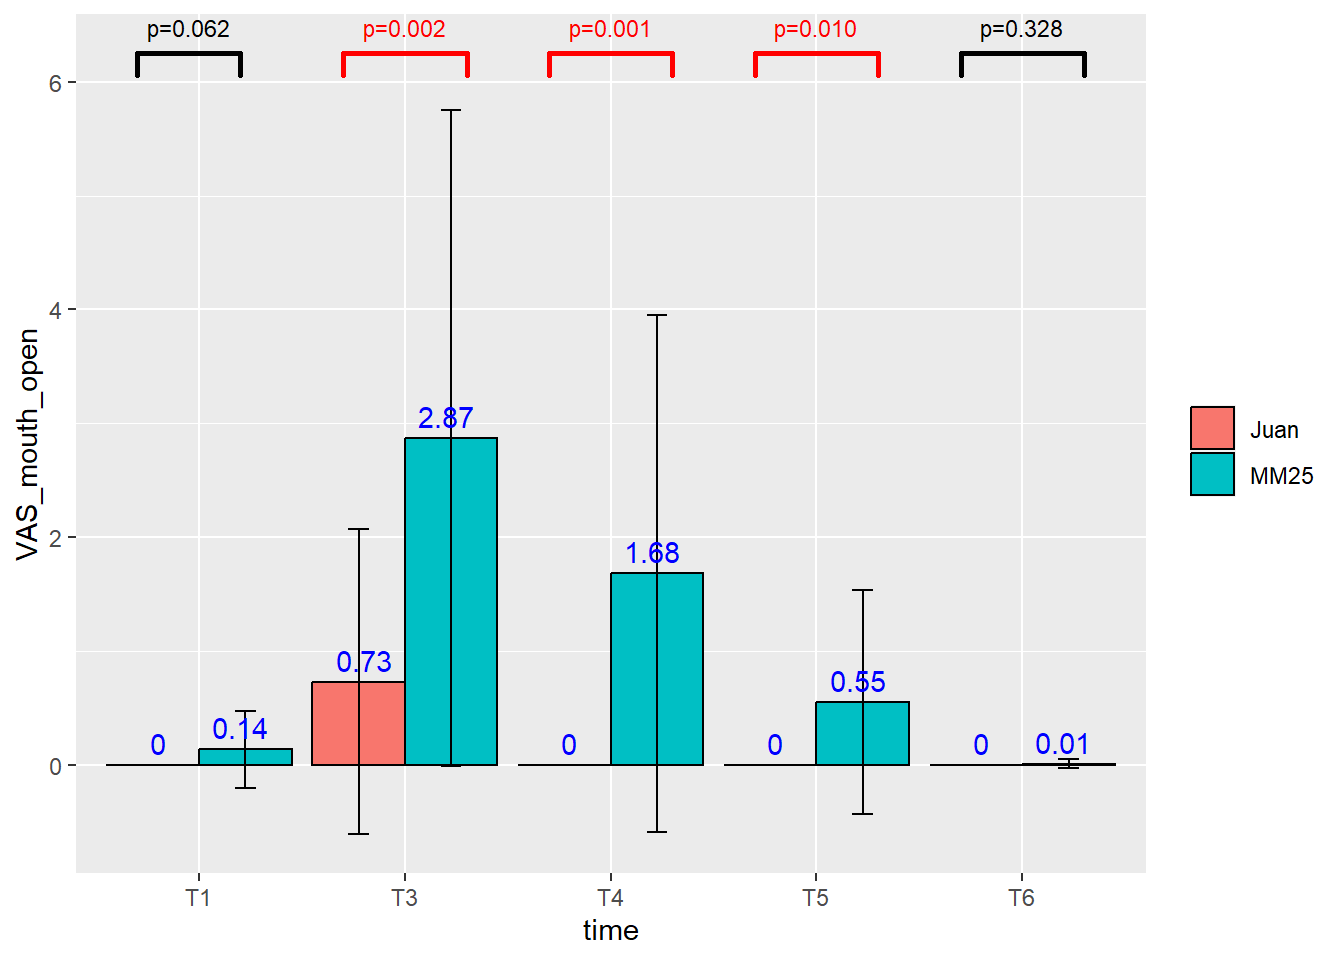 p=0.062
p=0.002
p=0.001
p=0.010
p=0.328
6
4
2
0
VAS_mouth_open
0
0.14
0.73
2.87
0
1.68
0
0.55
0
0.01
T1
T3
T4
T5
T6
time
Juan
MM25